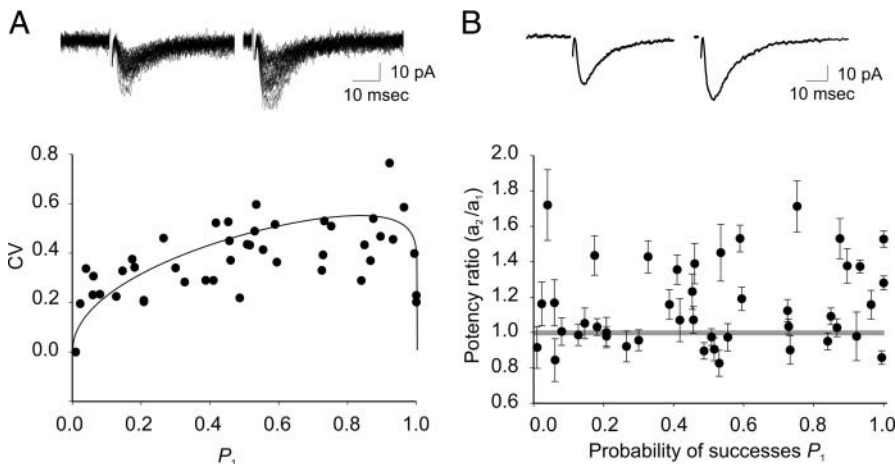 A
10 pA
10 msec
CV
0.8
0.6
0.4
0.2
0.0
0.0 0.2 0.4 0.6 0.8 1.0
P1
B
10 pA
10 msec
Potency ratio (a2/a1)
2.0
1.8
1.6
1.4
1.2
1.0
0.8
0.6
0.4
0.0 0.2 0.4 0.6 0.8 1.0
Probability of successes P1